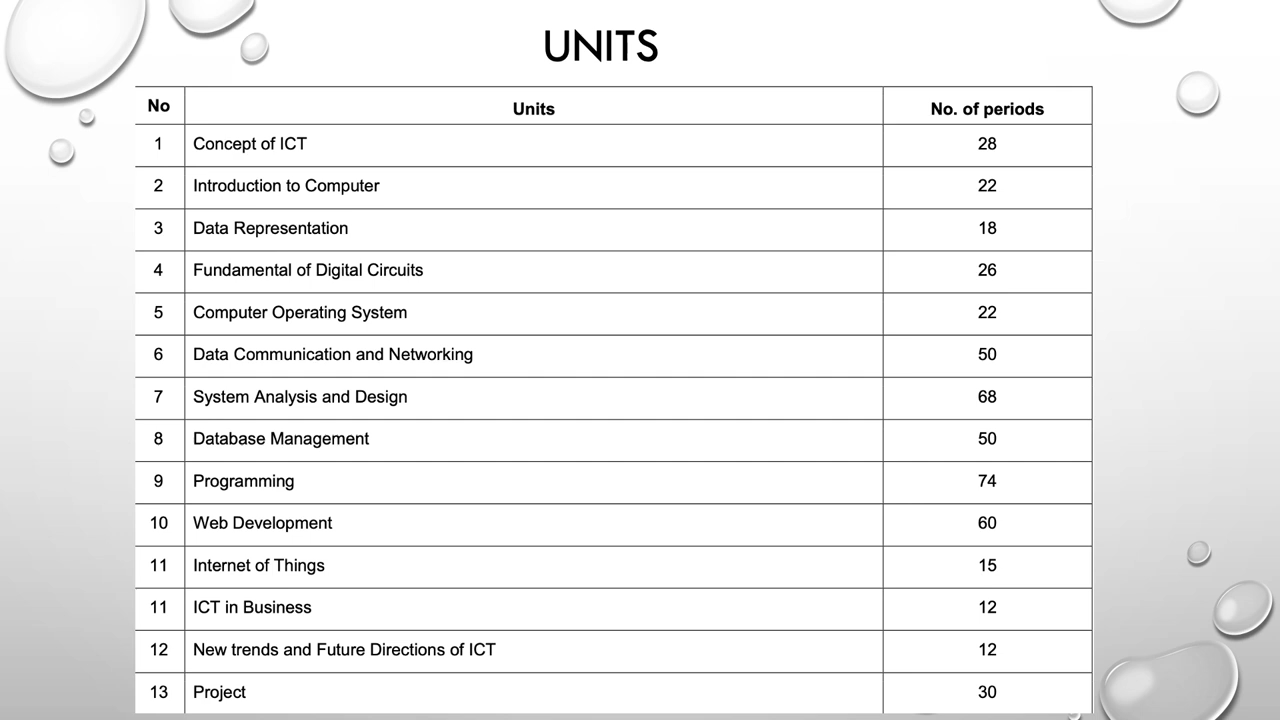 UNITS
No Units No. of periods
1 Concept of ICT 28
2 Introduction to Computer 22
3 Data Representation 18
4 Fundamental of Digital Circuits 26
5 Computer Operating System 22
6 Data Communication and Networking 50
7 System Analysis and Design 68
8 Database Management 50
9 Programming 74
10 Web Development 60
11 Internet of Things 15
11 ICT in Business 12
12 New trends and Future Directions of ICT 12
13 Project 30